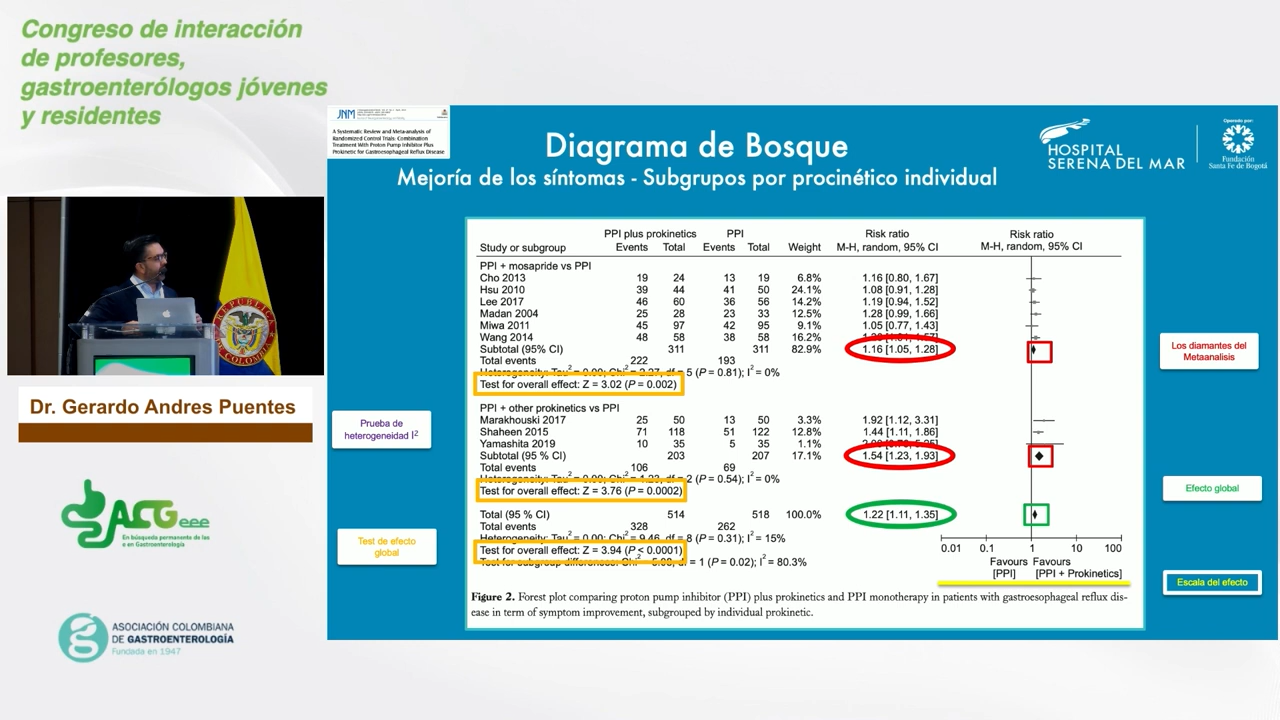 Congreso de interacción
de profesores,
gastroenterólogos jóvenes
y residentes
JNM
A Systematic Review and Meta-analysis of
Randomized Control Trials: Combination
Treatment With Proton Pump Inhibitor Plus
Prokinetic for Gastroesophageal Reflux Disease
Diagrama de Bosque
Mejoría de los síntomas - Subgrupos por procinético individual
HOSPITAL
SERENA DEL MAR
Operado por:
Fundación
Santa Fe de Bogotá
PPI plus prokinetics PPI Risk ratio Risk ratio
Study or subgroup Events Total Events Total Weight M-H, random, 95% CI M-H, random, 95% CI
PPI + mosapride vs PPI
Cho 2013 19 24 13 19 6.8% 1.16 [0.80, 1.67]
Hsu 2010 39 44 41 50 24.1% 1.08 [0.91, 1.28]
Lee 2017 46 60 36 56 14.2% 1.19 [0.94, 1.52]
Madan 2004 25 28 23 33 12.5% 1.28 [0.99, 1.66]
Miwa 2011 45 97 42 95 9.1% 1.05 [0.77, 1.43]
Wang 2014 48 58 38 58 16.2%
Subtotal (95% CI) 311 311 82.9% 1.16 [1.05, 1.28]
Total events 222 193
Heterogeneity: Tau² = 0.00; Chi² = 2.27, df = 5 (P = 0.81); I² = 0%
Test for overall effect: Z = 3.02 (P = 0.002)
PPI + other prokinetics vs PPI
Marakhouski 2017 25 50 13 50 3.3% 1.92 [1.12, 3.31]
Shaheen 2015 71 118 51 122 12.8% 1.44 [1.11, 1.86]
Yamashita 2019 10 35 5 35 1.1%
Subtotal (95 % CI) 203 207 17.1% 1.54 [1.23, 1.93]
Total events 106 69
Heterogeneity: Tau² = 0.00; Chi² = 1.23, df = 2 (P = 0.54); I² = 0%
Test for overall effect: Z = 3.76 (P = 0.0002)
Total (95 % CI) 514 518 100.0% 1.22 [1.11, 1.35]
Total events 328 262
Heterogeneity: Tau² = 0.00; Chi² = 9.46, df = 8 (P = 0.31); I² = 15%
Test for overall effect: Z = 3.94 (P < 0.0001)
Test for subgroup differences: Chi² df = 1 (P = 0.02); I² = 80.3%
0.01 0.1 1 10 100
Favours Favours
[PPI] [PPI + Prokinetics]
Figure 2. Forest plot comparing proton pump inhibitor (PPI) plus prokinetics and PPI monotherapy in patients with gastroesophageal reflux dis-
ease in term of symptom improvement, subgrouped by individual prokinetic.
Los diamantes del
Metaanalisis
Prueba de
heterogeneidad I²
Efecto global
Test de efecto
global
Escala del efecto
REPÚBLICA
COLOMBIA
Dr. Gerardo Andres Puentes
ACGeee
En búsqueda permanente de las
e en Gastroenterología
ASOCIACIÓN COLOMBIANA
DE GASTROENTEROLOGÍA
Fundada en 1947